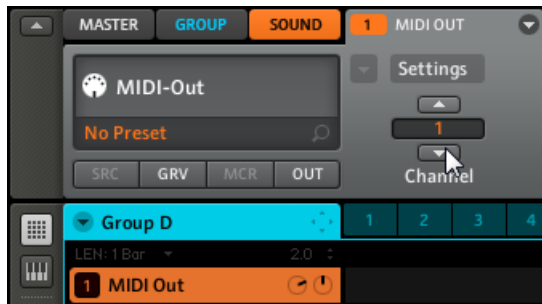 MASTER GROUP SOUND 1 MIDI OUT
MIDI-Out Settings
No Preset 1
SRC GRV MCR OUT Channel
Group D 1 2 3 4
LEN: 1 Bar 2.0
1 MIDI Out